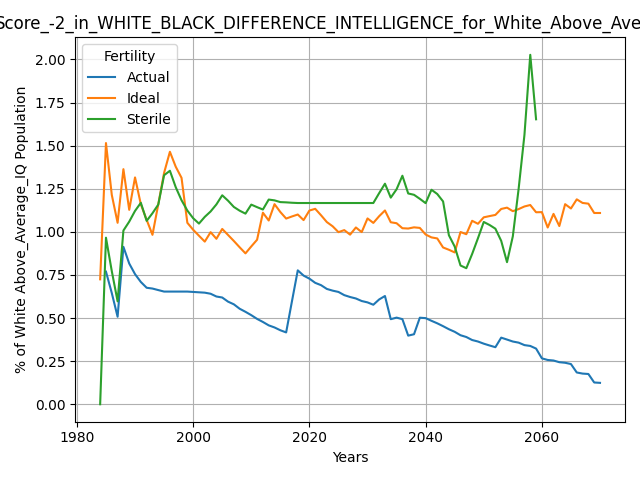 Score_-2_in_WHITE_BLACK_DIFFERENCE_INTELLIGENCE_for_White_Above_Ave
Fertility
Actual
Ideal
Sterile
% of White Above_Average_IQ Population
2.00
1.75
1.50
1.25
1.00
0.75
0.50
0.25
0.00
1980
2000
2020
2040
2060
Years